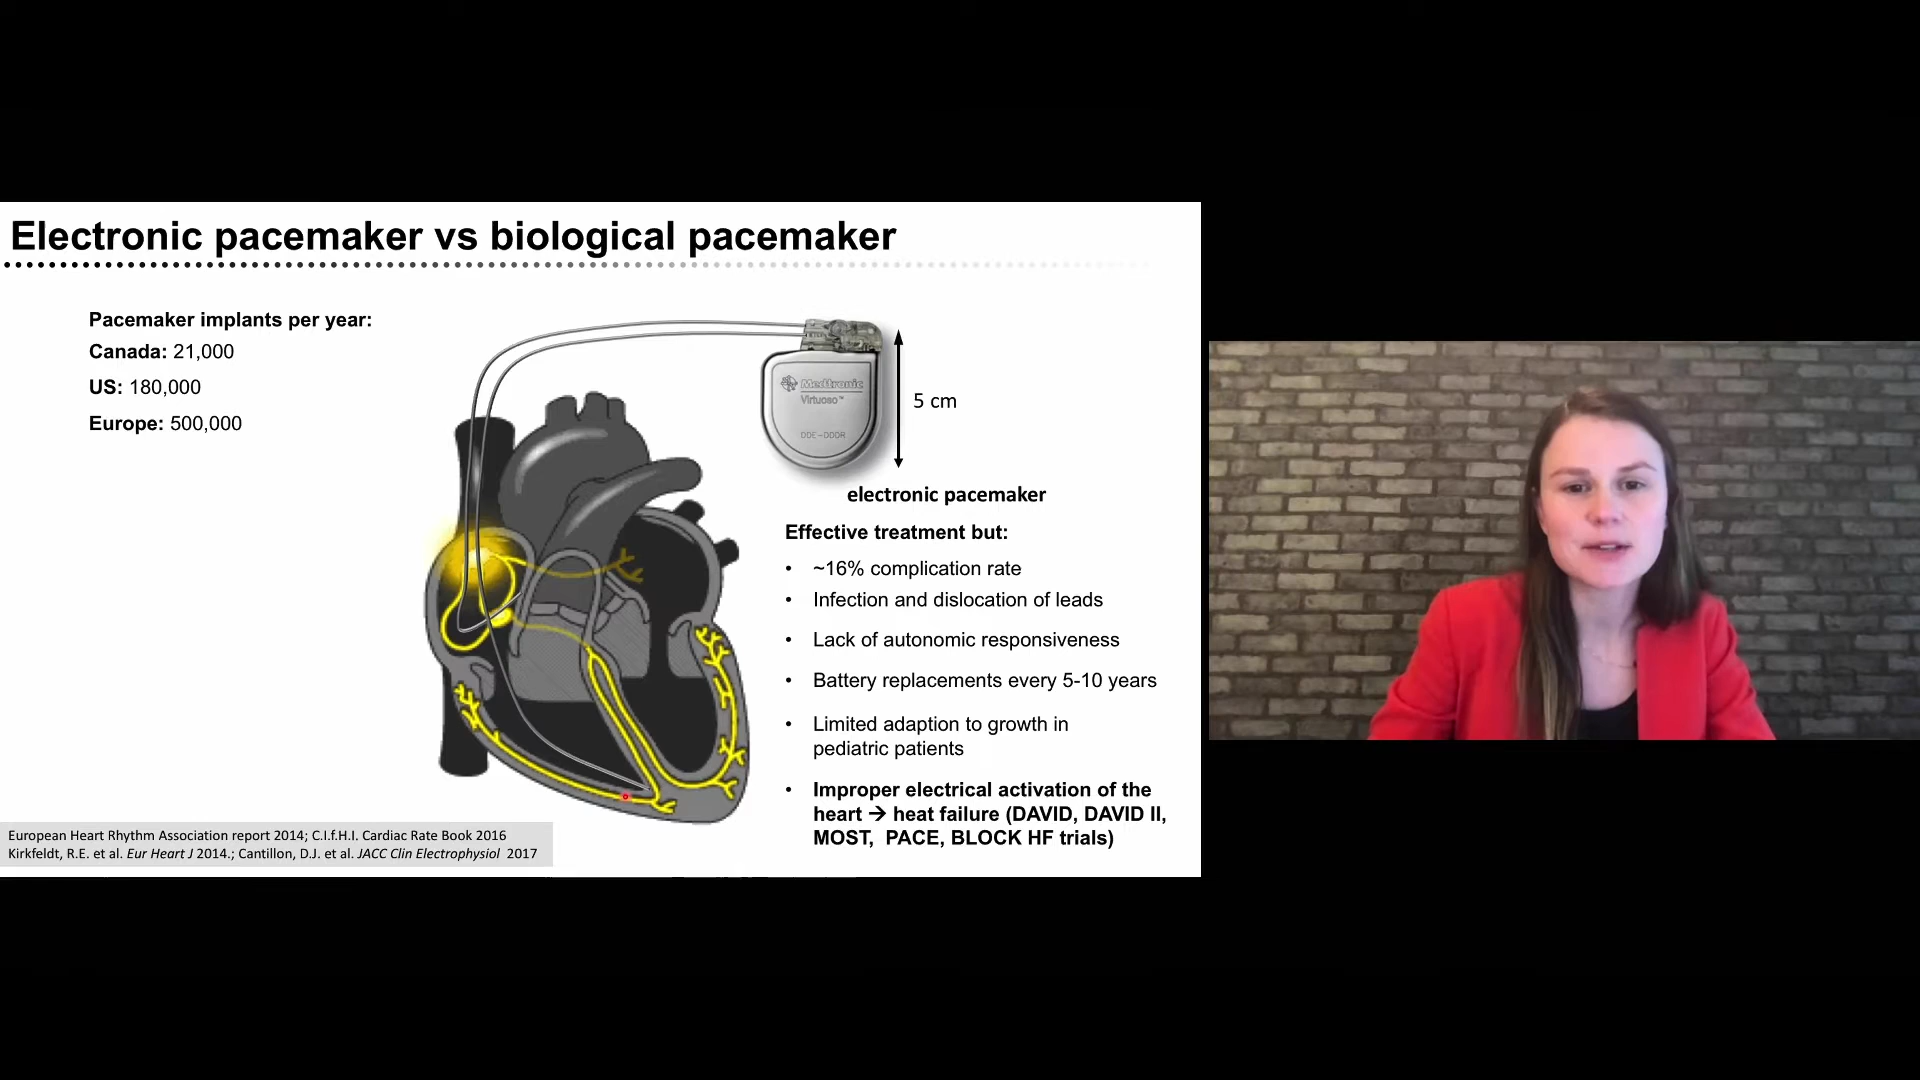 Electronic pacemaker vs biological pacemaker
Pacemaker implants per year:
Canada: 21,000
US: 180,000
Europe: 500,000
Medtronic
Virtuoso™
DDE-DDDR
5 cm
electronic pacemaker
Effective treatment but:
• ~16% complication rate
• Infection and dislocation of leads
• Lack of autonomic responsiveness
• Battery replacements every 5-10 years
• Limited adaption to growth in
pediatric patients
• Improper electrical activation of the
heart → heat failure (DAVID, DAVID II,
MOST, PACE, BLOCK HF trials)
European Heart Rhythm Association report 2014; C.I.f.H.I. Cardiac Rate Book 2016
Kirkfeldt, R.E. et al. Eur Heart J 2014.; Cantillon, D.J. et al. JACC Clin Electrophysiol 2017